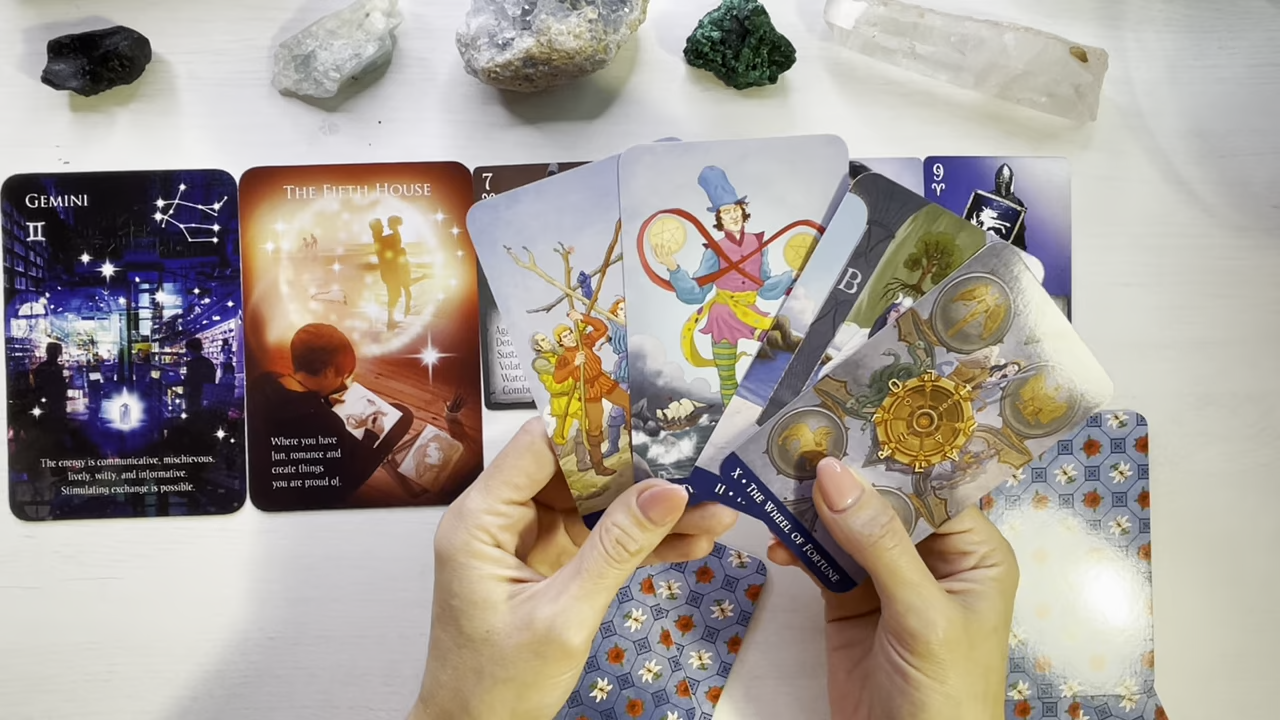 GEMINI
♊
The energy is communicative, mischievous,
lively, witty, and informative.
Stimulating exchange is possible.
THE FIFTH HOUSE
Where you have
fun, romance and
create things
you are proud of.
7
♈
Volat
B
9
♈
II •
X • THE WHEEL OF FORTUNE